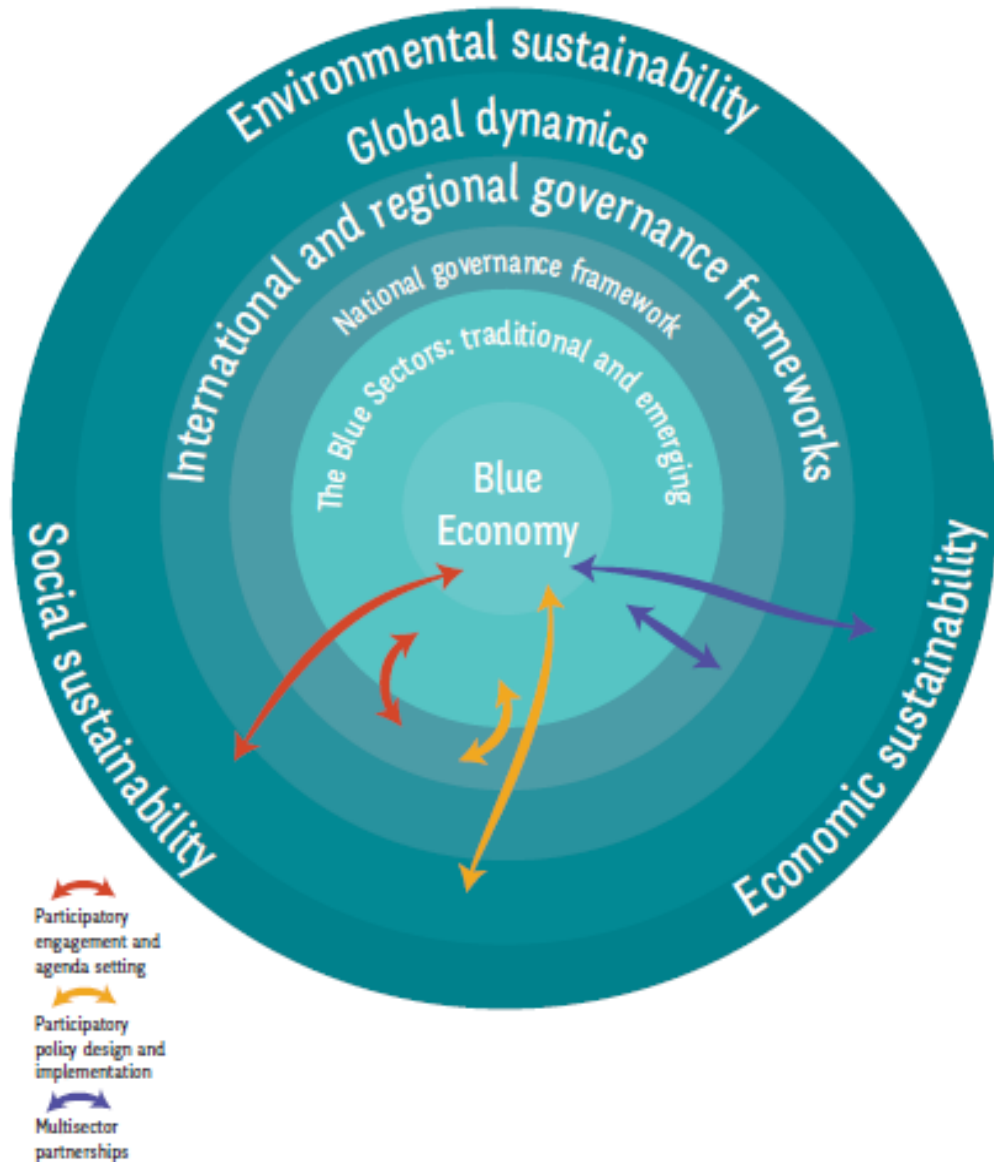 Environmental sustainability
Global dynamics
International and regional governance frameworks
National governance framework
The Blue Sectors: traditional and emerging
Blue
Economy
Social sustainability
Economic sustainability
Participatory
engagement and
agenda setting
Participatory
policy design and
implementation
Multisector
partnerships